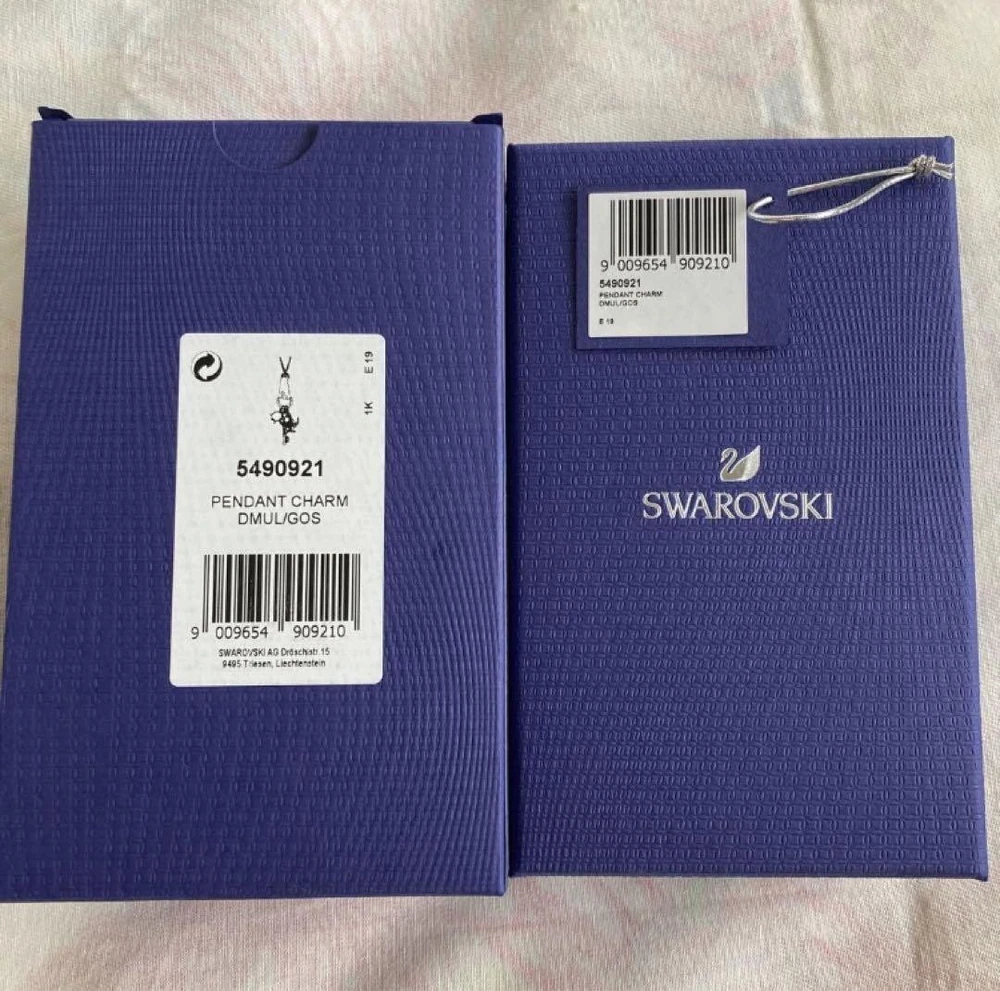 E 19
1K
5490921
PENDANT CHARM
DMUL/GOS
9 009654 909210
SWAROVSKI AG Dröschistr.15
9495 Triesen, Liechtenstein
9 009654 909210
5490921
PENDANT CHARM
DMUL/GOS
E 19
SWAROVSKI